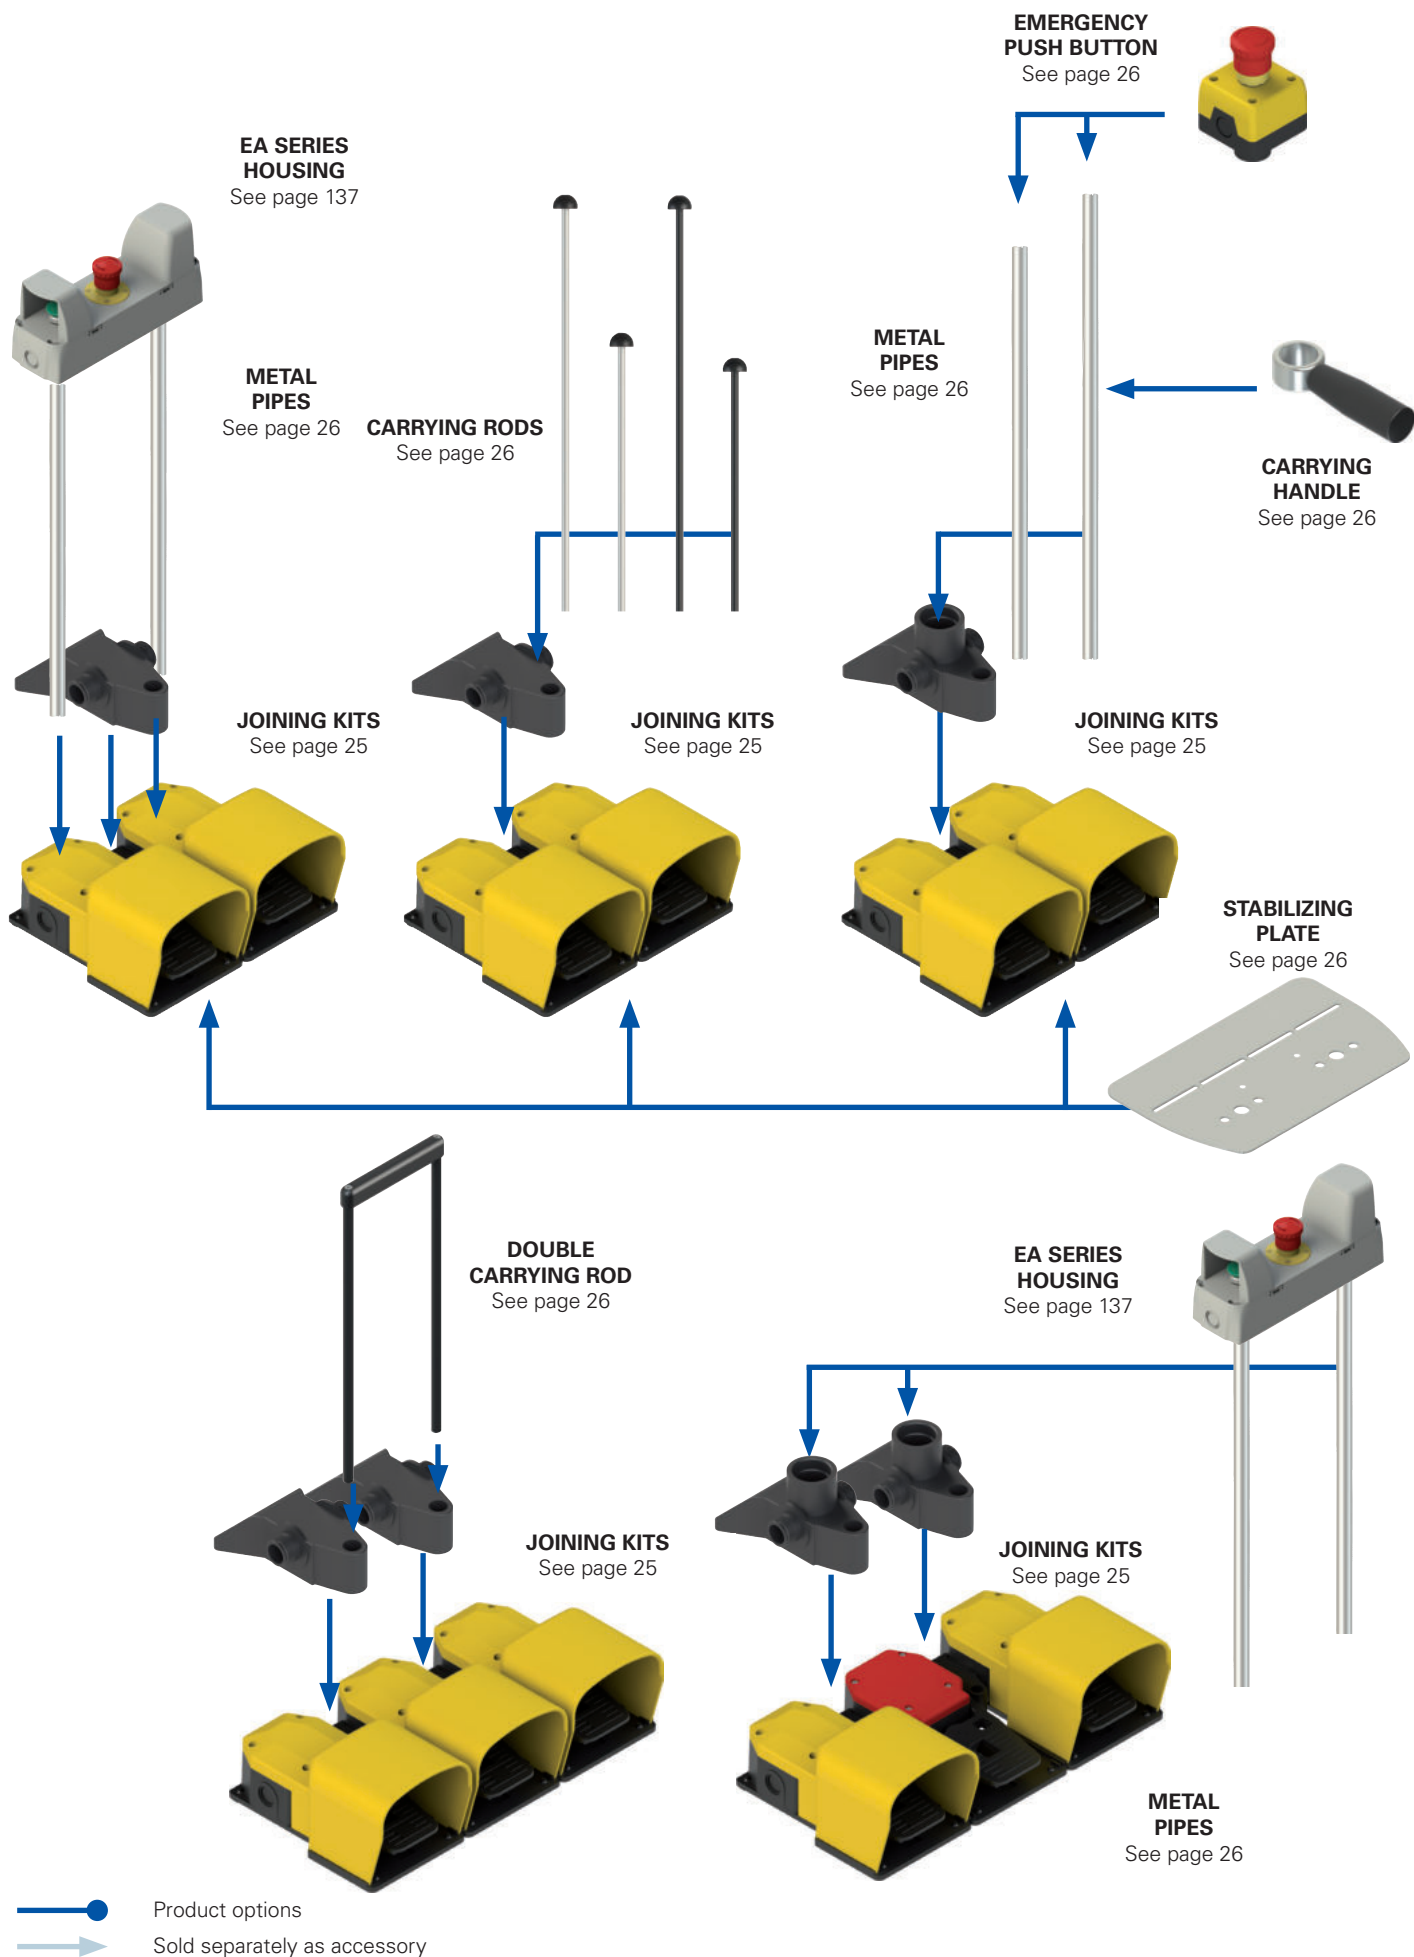 EMERGENCY
PUSH BUTTON
See page 26
EA SERIES
HOUSING
See page 137
METAL
PIPES
See page 26
CARRYING RODS
See page 26
METAL
PIPES
See page 26
CARRYING
HANDLE
See page 26
JOINING KITS
See page 25
JOINING KITS
See page 25
JOINING KITS
See page 25
STABILIZING
PLATE
See page 26
DOUBLE
CARRYING ROD
See page 26
EA SERIES
HOUSING
See page 137
JOINING KITS
See page 25
JOINING KITS
See page 25
METAL
PIPES
See page 26
Product options
Sold separately as accessory